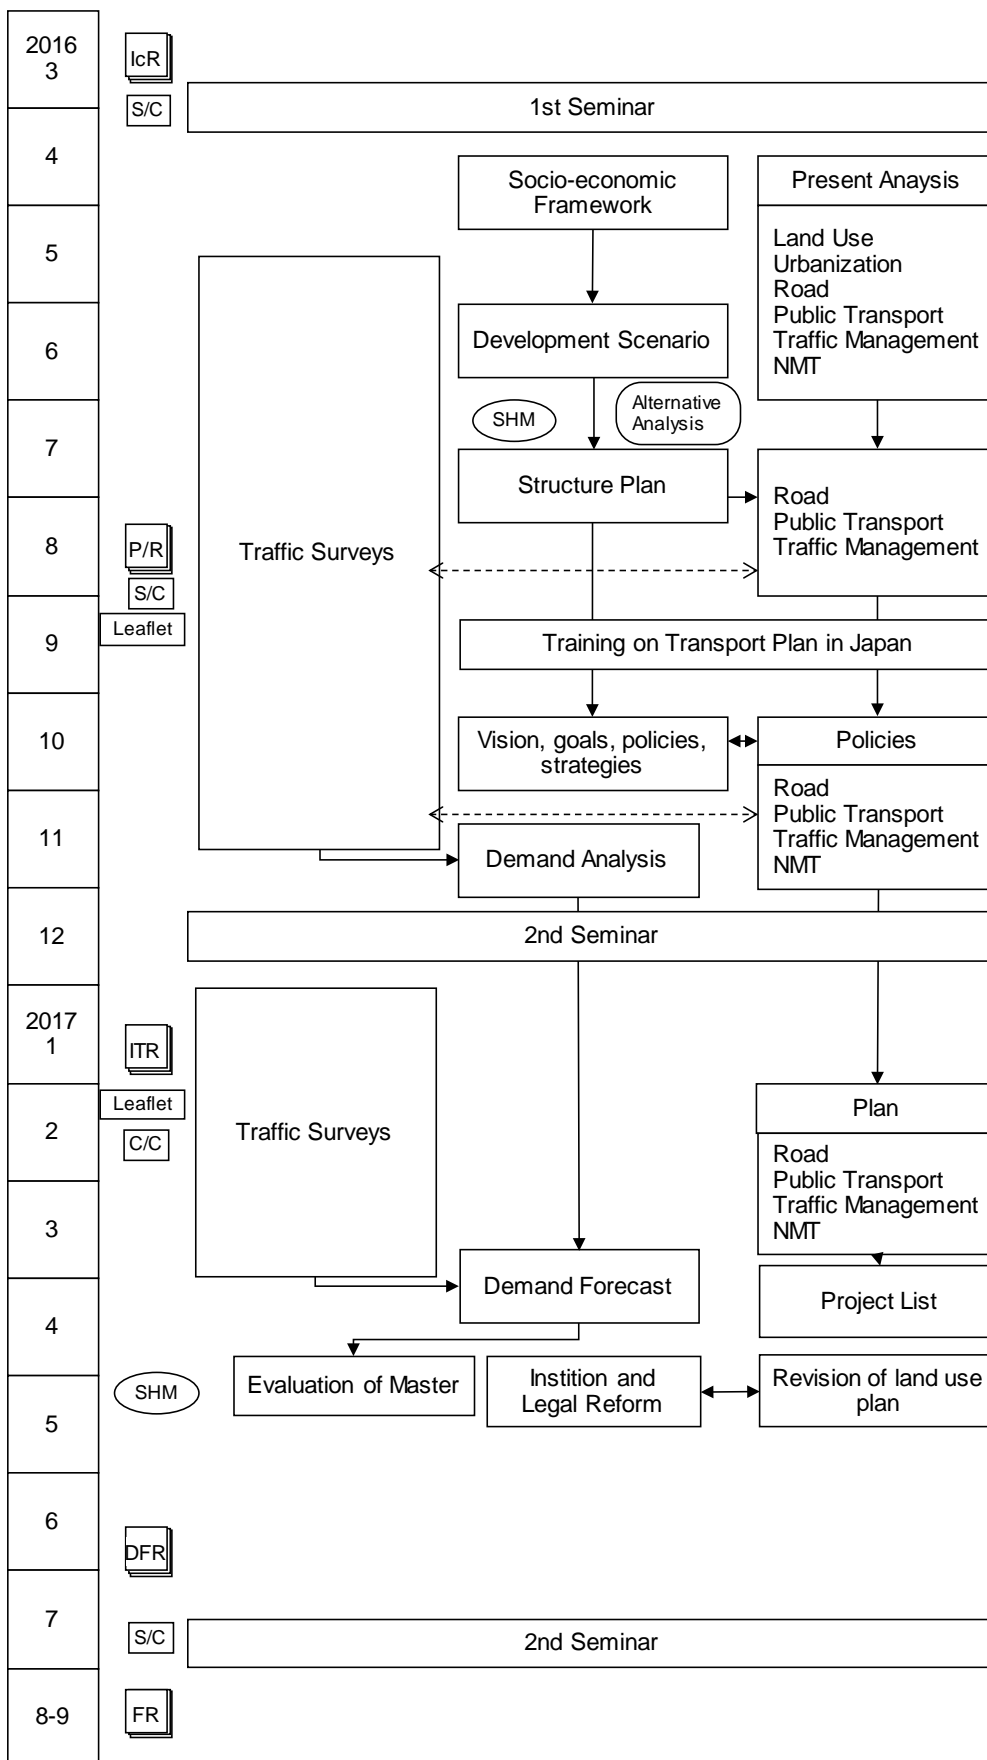 2016
3
IcR
S/C
1st Seminar
4
Socio-economic
Framework
Present Anaysis
5
Land Use
Urbanization
Road
Public Transport
Traffic Management
NMT
6
Development Scenario
SHM
Alternative
Analysis
7
Structure Plan
Road
Public Transport
Traffic Management
8
P/R
S/C
Leaflet
Traffic Surveys
9
Training on Transport Plan in Japan
10
Vision, goals, policies,
strategies
Policies
Road
Public Transport
Traffic Management
NMT
11
Demand Analysis
12
2nd Seminar
2017
1
ITR
Leaflet
2
C/C
Traffic Surveys
Plan
Road
Public Transport
Traffic Management
NMT
3
Demand Forecast
Project List
4
SHM
Evaluation of Master
Instition and
Legal Reform
Revision of land use
plan
5
6
DFR
7
S/C
2nd Seminar
8-9
FR